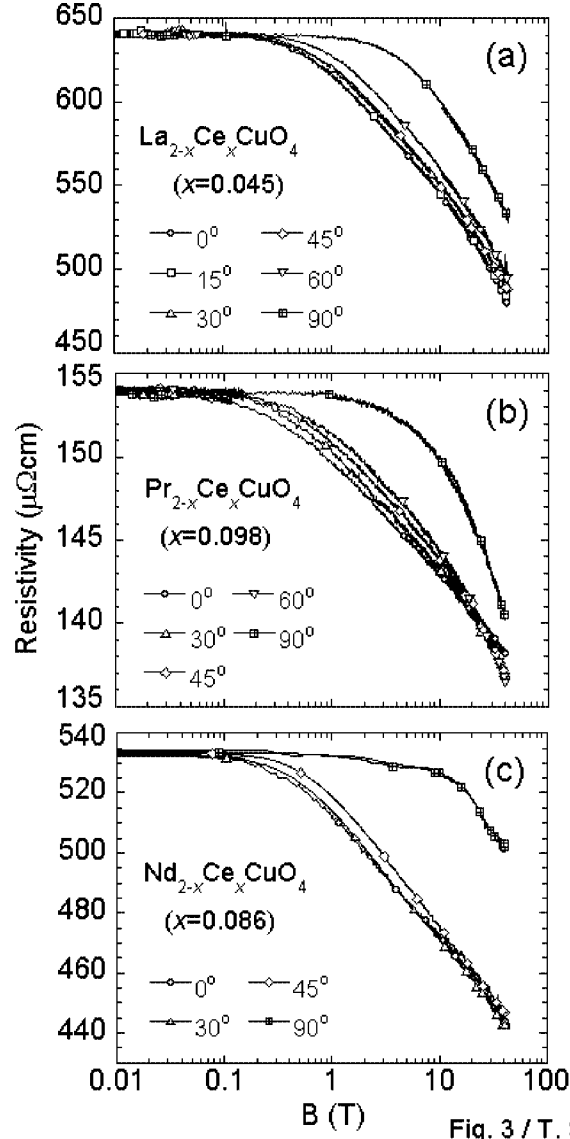 650
600
550
500
450
(a)
La2-xCexCuO4
(x=0.045)
0° 45°
15° 60°
30° 90°
155
150
145
140
135
(b)
Pr2-xCexCuO4
(x=0.098)
0° 60°
30° 90°
45°
Resistivity (μΩcm)
540
520
500
480
460
440
(c)
Nd2-xCexCuO4
(x=0.086)
0° 45°
30° 90°
0.01 0.1 1 10 100
B (T)
Fig. 3 / T.